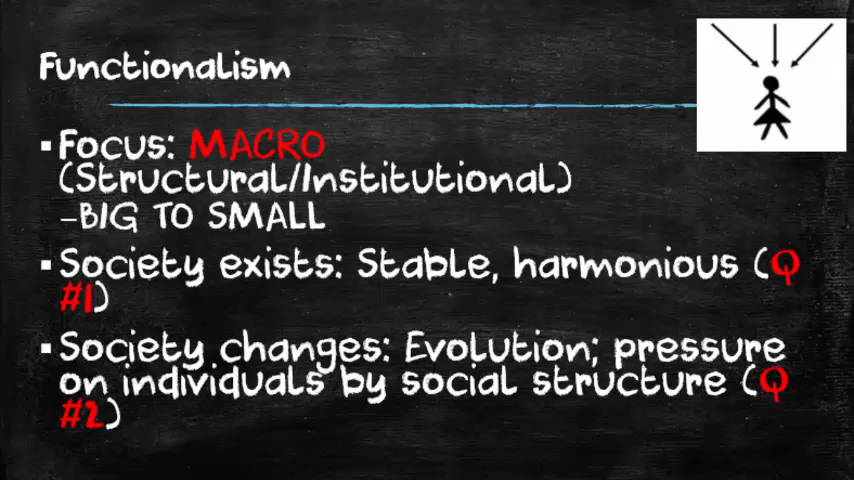 Functionalism
▪Focus: MACRO
(Structural/Institutional)
–BIG TO SMALL
▪Society exists: Stable, harmonious (Q
#1)
▪Society changes: Evolution; pressure
on individuals by social structure (Q
#2)